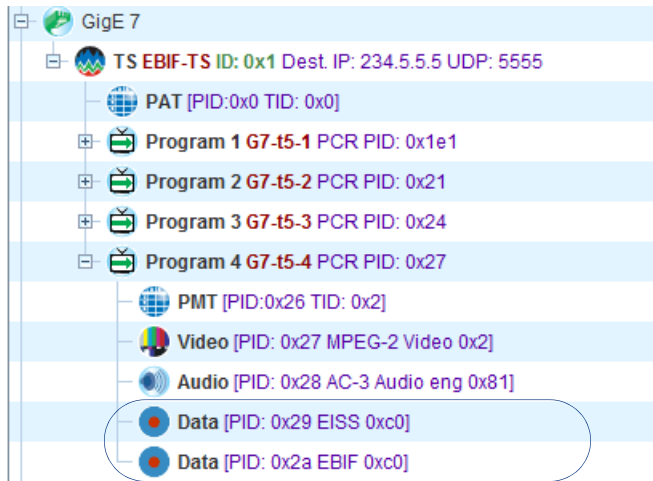 GigE 7
TS EBIF-TS ID: 0x1 Dest. IP: 234.5.5.5 UDP: 5555
PAT [PID:0x0 TID: 0x0]
Program 1 G7-t5-1 PCR PID: 0x1e1
Program 2 G7-t5-2 PCR PID: 0x21
Program 3 G7-t5-3 PCR PID: 0x24
Program 4 G7-t5-4 PCR PID: 0x27
PMT [PID:0x26 TID: 0x2]
Video [PID: 0x27 MPEG-2 Video 0x2]
Audio [PID: 0x28 AC-3 Audio eng 0x81]
Data [PID: 0x29 EISS 0xc0]
Data [PID: 0x2a EBIF 0xc0]